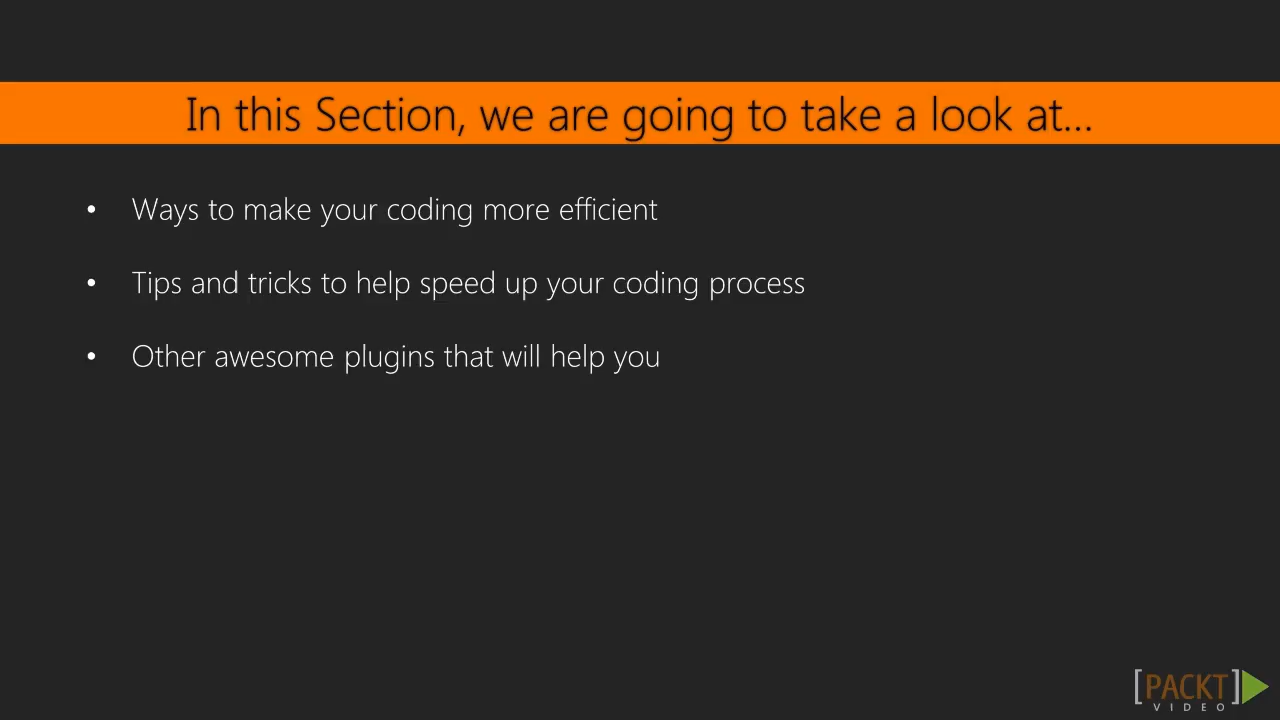 In this Section, we are going to take a look at...
• Ways to make your coding more efficient
• Tips and tricks to help speed up your coding process
• Other awesome plugins that will help you
[PACKT]
VIDEO